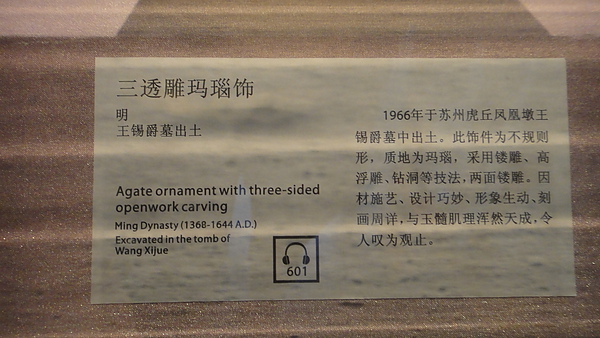 三透雕玛瑙饰
明
王锡爵墓出土
Agate ornament with three-sided
openwork carving
Ming Dynasty (1368-1644 A.D.)
Excavated in the tomb of
Wang Xijue
601
1966年于苏州虎丘凤凰墩王
锡爵墓中出土。此饰件为不规则
形，质地为玛瑙，采用镂雕、高
浮雕、钻洞等技法，两面镂雕。因
材施艺、设计巧妙、形象生动、刻
画周详，与玉髓肌理浑然天成，令
人叹为观止。